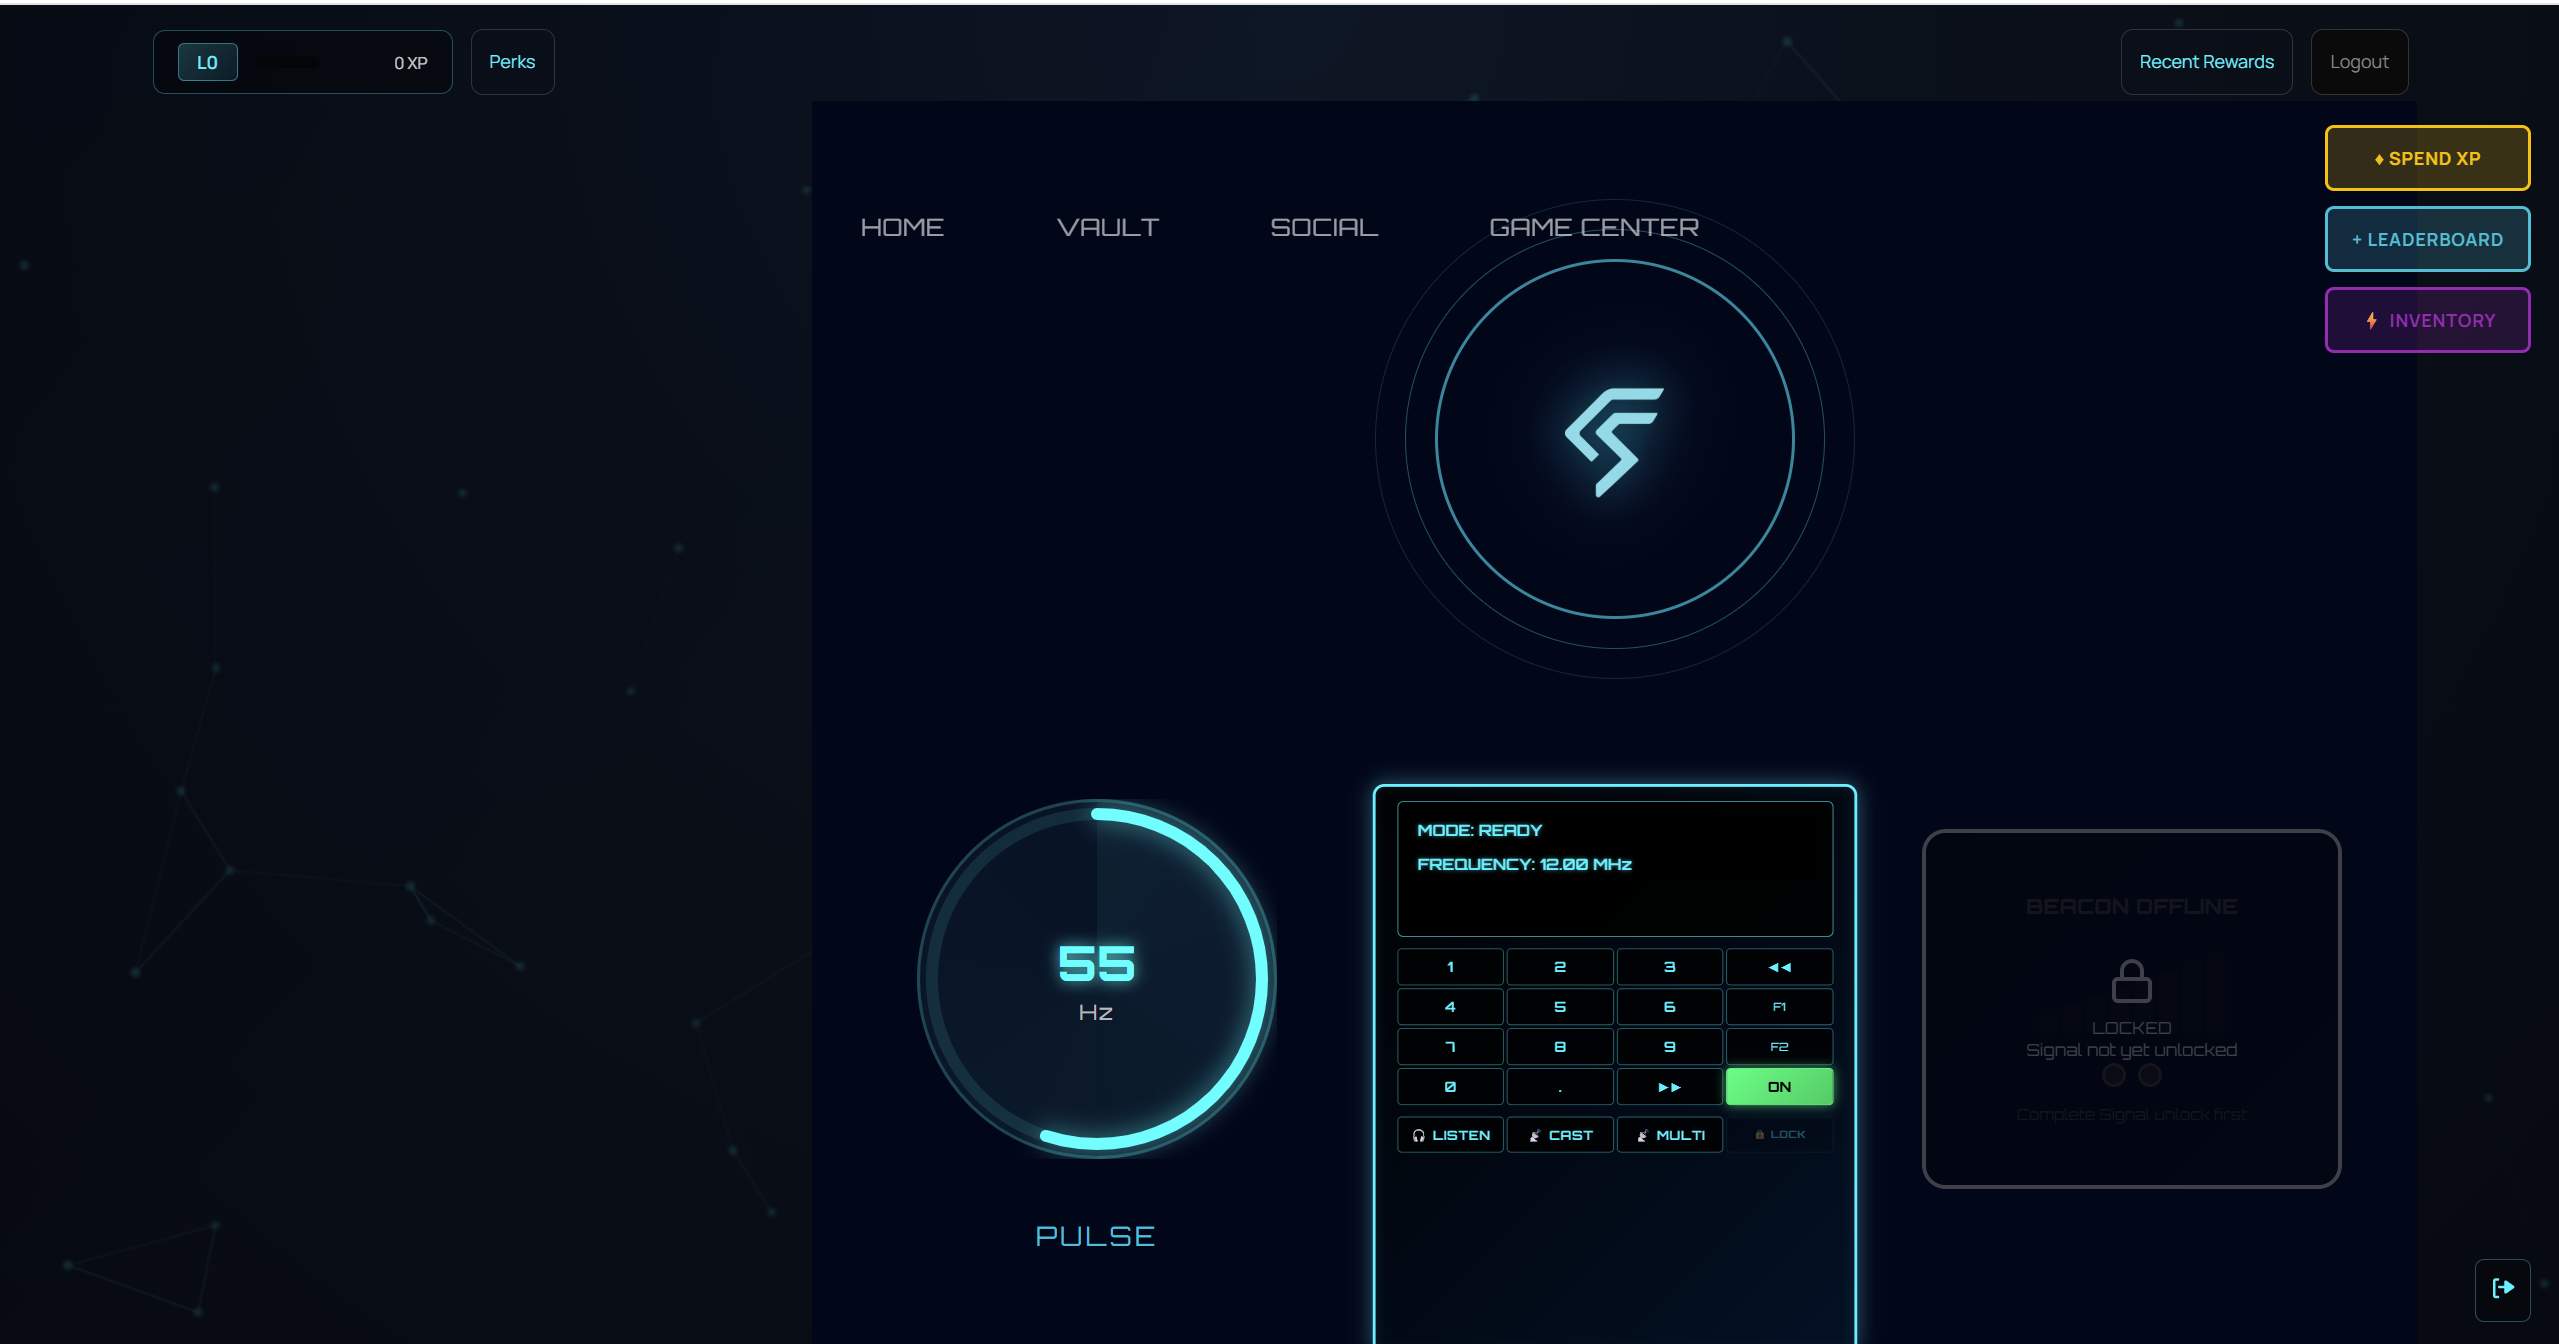 L0
0 XP
Perks
Recent Rewards
Logout
♦ SPEND XP
+ LEADERBOARD
⚡ INVENTORY
HOME
VAULT
SOCIAL
GAME CENTER
55
Hz
PULSE
MODE: READY
FREQUENCY: 12.00 MHz
1
2
3
◄◄
4
5
6
F1
7
8
9
F2
0
.
►►
ON
🎧 LISTEN
📡 CAST
📡 MULTI
🔒 LOCK
BEACON OFFLINE
LOCKED
Signal not yet unlocked
Complete Signal unlock first